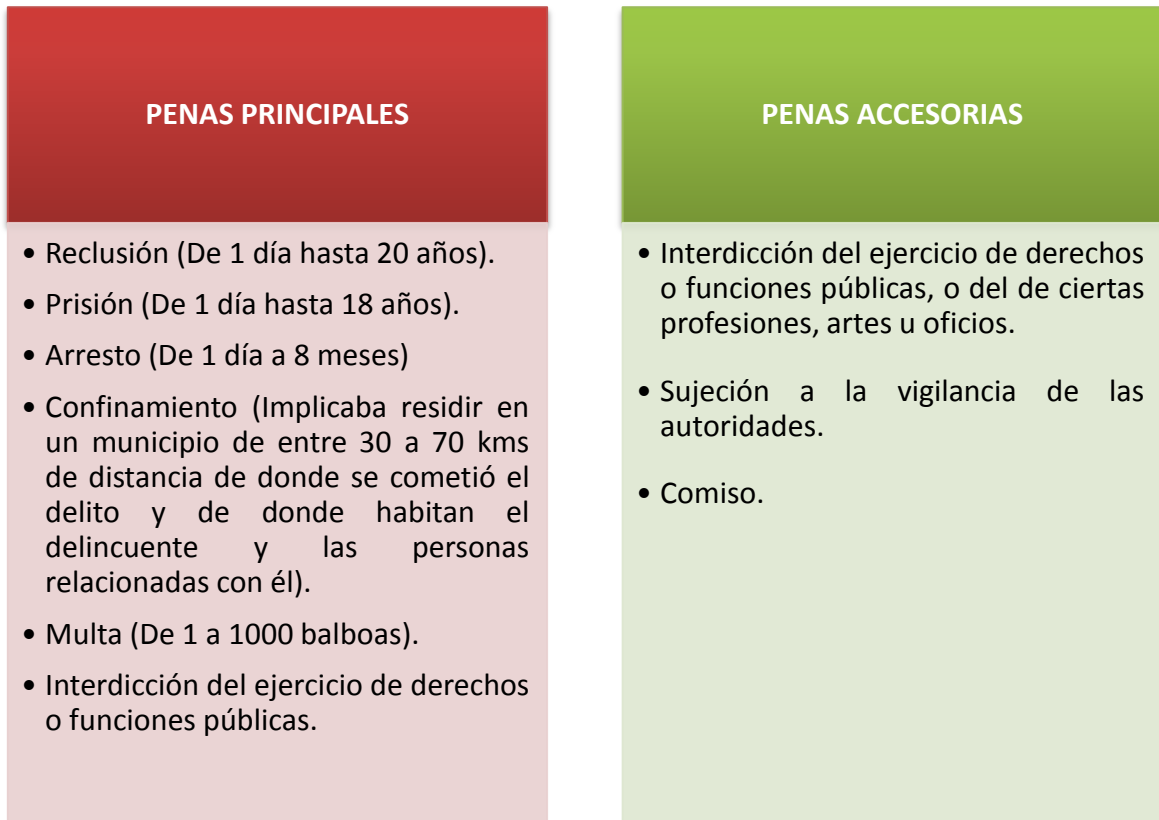 PENAS PRINCIPALES
• Reclusión (De 1 día hasta 20 años).
• Prisión (De 1 día hasta 18 años).
• Arresto (De 1 día a 8 meses)
• Confinamiento (Implicaba residir en
un municipio de entre 30 a 70 kms
de distancia de donde se cometió el
delito y de donde habitan el
delincuente y las personas
relacionadas con él).
• Multa (De 1 a 1000 balboas).
• Interdicción del ejercicio de derechos
o funciones públicas.
PENAS ACCESORIAS
• Interdicción del ejercicio de derechos
o funciones públicas, o del de ciertas
profesiones, artes u oficios.
• Sujeción a la vigilancia de las
autoridades.
• Comiso.